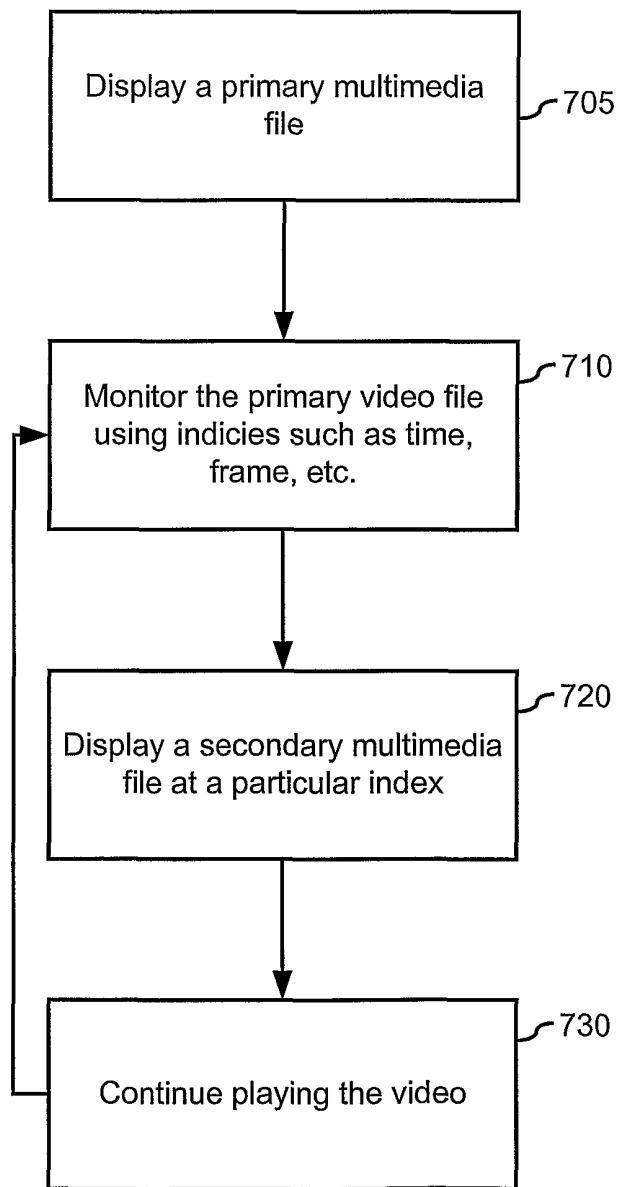 Display a primary multimedia
file
705
Monitor the primary video file
using indicies such as time,
frame, etc.
710
Display a secondary multimedia
file at a particular index
720
Continue playing the video
730